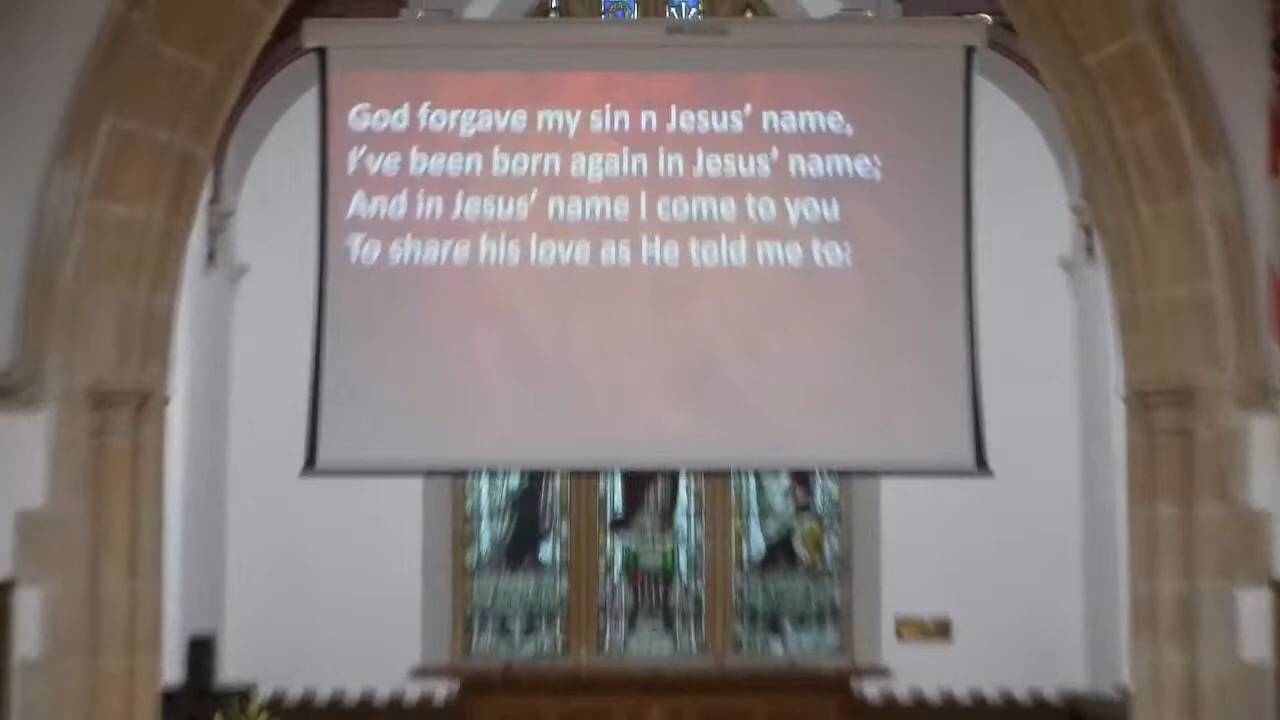 God forgave my sin n Jesus' name,
I've been born again in Jesus' name;
And in Jesus' name I come to you
To share his love as He told me to: